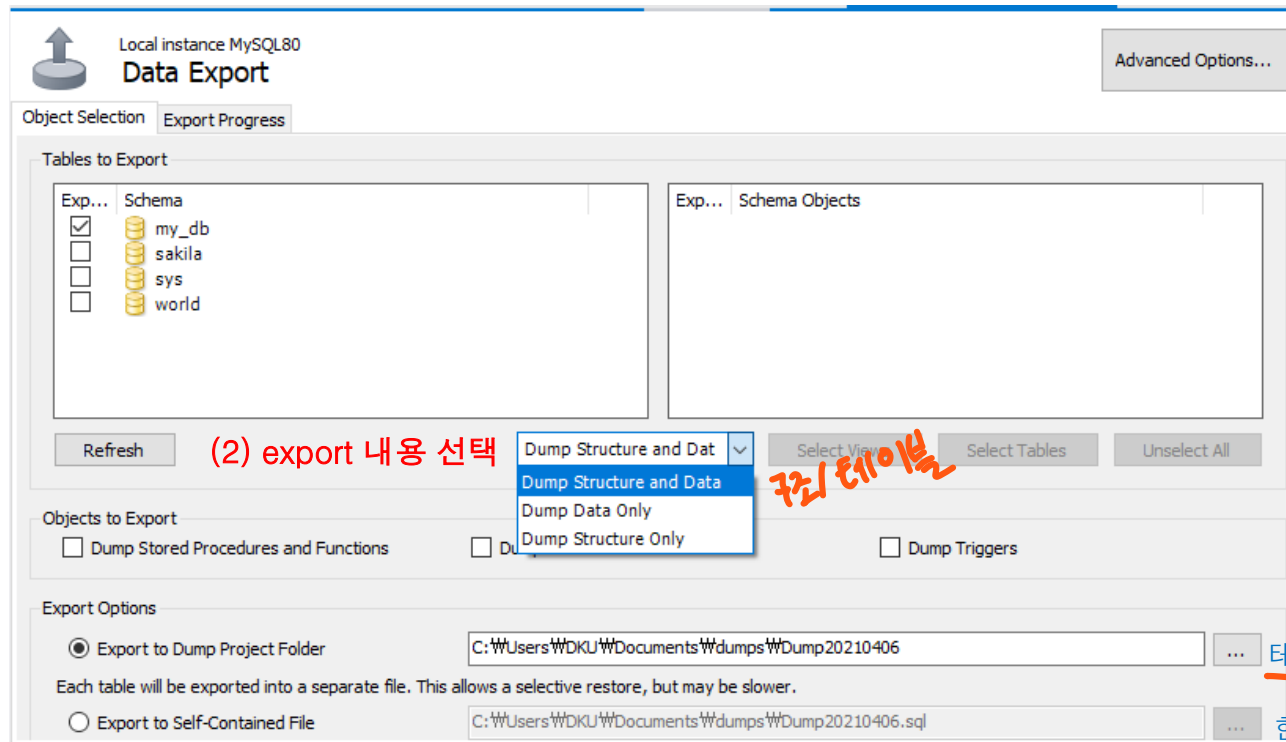 Local instance MySQL80
Data Export
Advanced Options...
Object Selection
Export Progress
Tables to Export
Exp... Schema
my_db
sakila
sys
world
Exp... Schema Objects
Refresh
(2) export 내용 선택
Dump Structure and Dat
Select Views
Select Tables
Unselect All
Dump Structure and Data
Dump Data Only
Dump Structure Only
구조/테이블
Objects to Export
Dump Stored Procedures and Functions
Dump Triggers
Export Options
Export to Dump Project Folder
C:₩Users₩DKU₩Documents₩dumps₩Dump20210406
...
Each table will be exported into a separate file. This allows a selective restore, but may be slower.
Export to Self-Contained File
C:₩Users₩DKU₩Documents₩dumps₩Dump20210406.sql
...